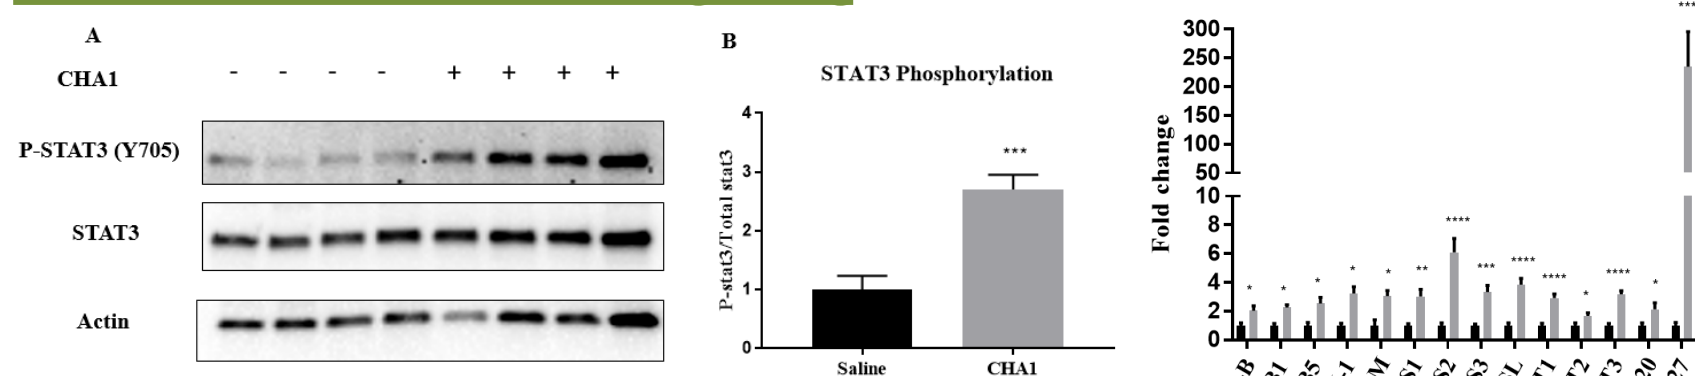 A
CHA1 - - - - + + + +
P-STAT3 (Y705)
STAT3
Actin
B
STAT3 Phosphorylation
P-stat3/Total stat3
4
3
2
1
0
***
Saline CHA1
Fold change
300
250
200
150
100
50
10
8
6
4
2
0
* * * * * ** **** *** **** **** * **** * ***